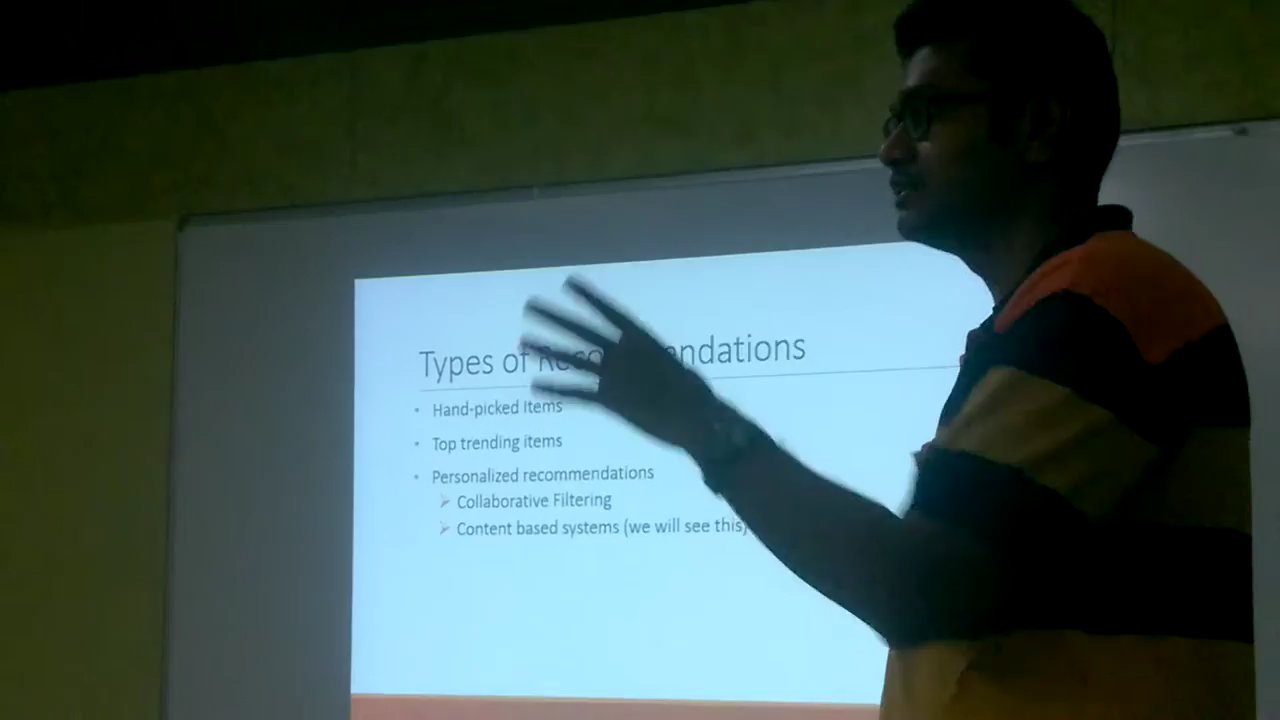 Types of Recommendations
Hand-picked Items
Top trending items
Personalized recommendations
Collaborative Filtering
Content based systems (we will see this)